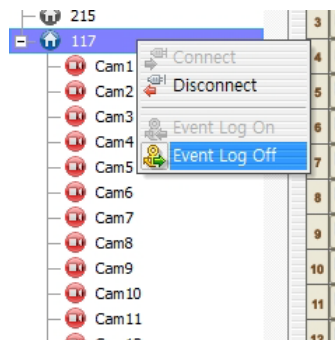 215
117
Cam1
Cam2
Cam3
Cam4
Cam5
Cam6
Cam7
Cam8
Cam9
Cam10
Cam11
Connect
Disconnect
Event Log On
Event Log Off
3
4
5
6
7
8
9
10
11